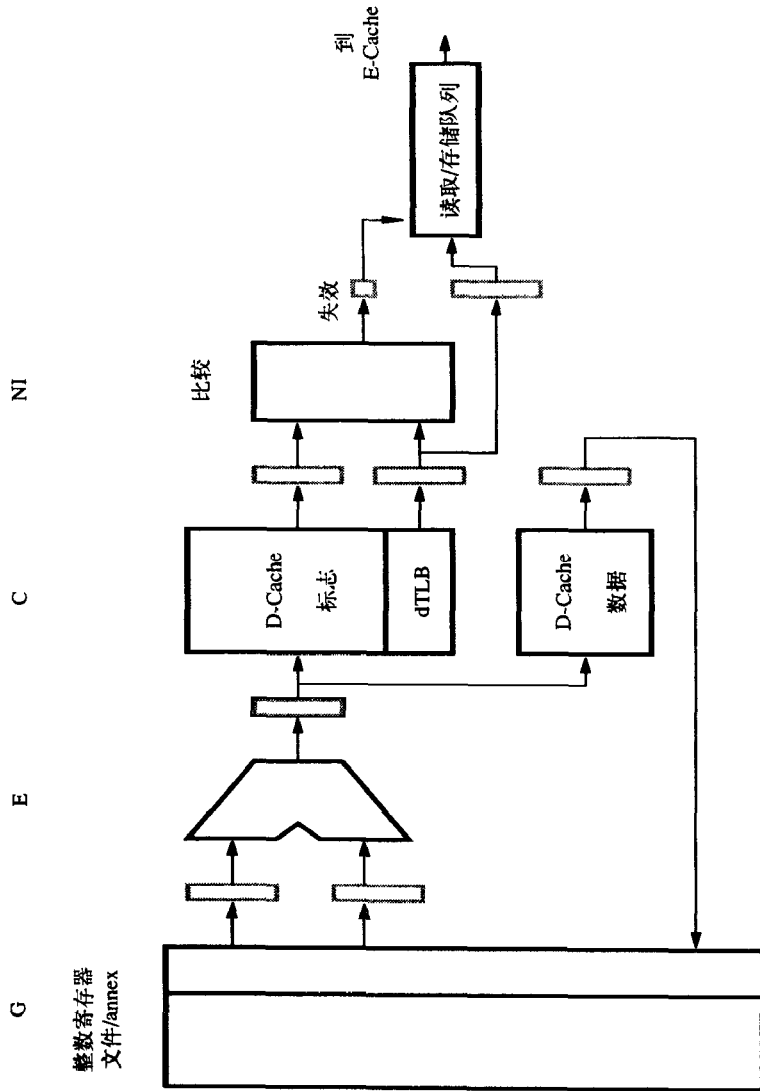 G
E
C
NI
整数寄存器
文件/annex
D-Cache
标志
dTLB
D-Cache
数据
比较
失效
读取/存储队列
到
E-Cache